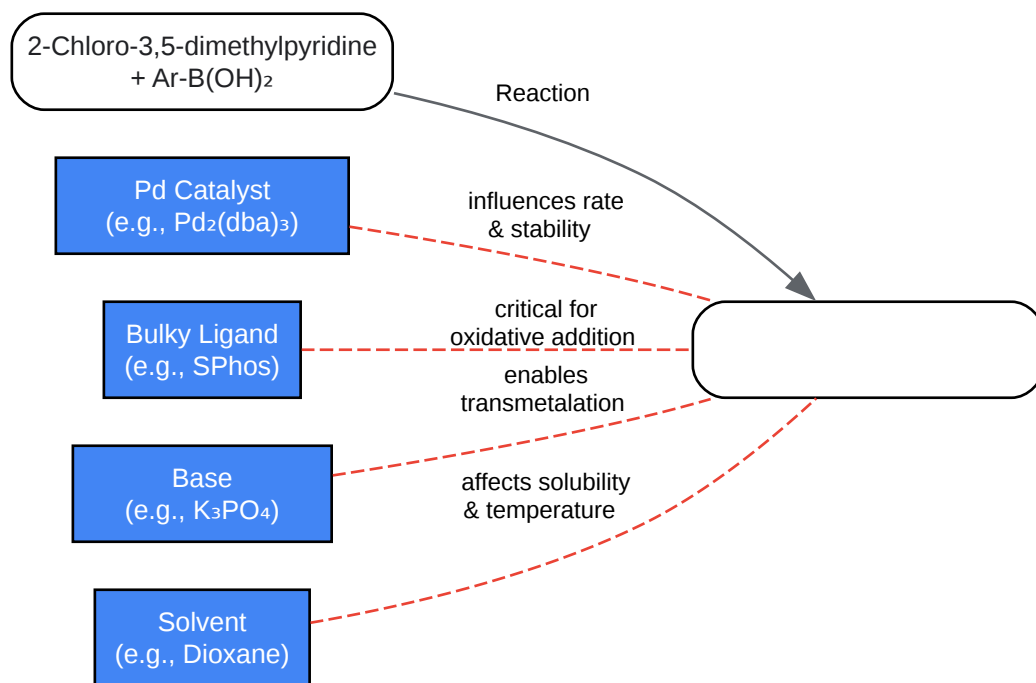 2-Chloro-3,5-dimethylpyridine
+ Ar-B(OH)₂
Reaction
Pd Catalyst
(e.g., Pd₂(dba)₃)
influences rate
& stability
Bulky Ligand
(e.g., SPhos)
critical for
oxidative addition
enables
transmetalation
Base
(e.g., K₃PO₄)
affects solubility
& temperature
Solvent
(e.g., Dioxane)